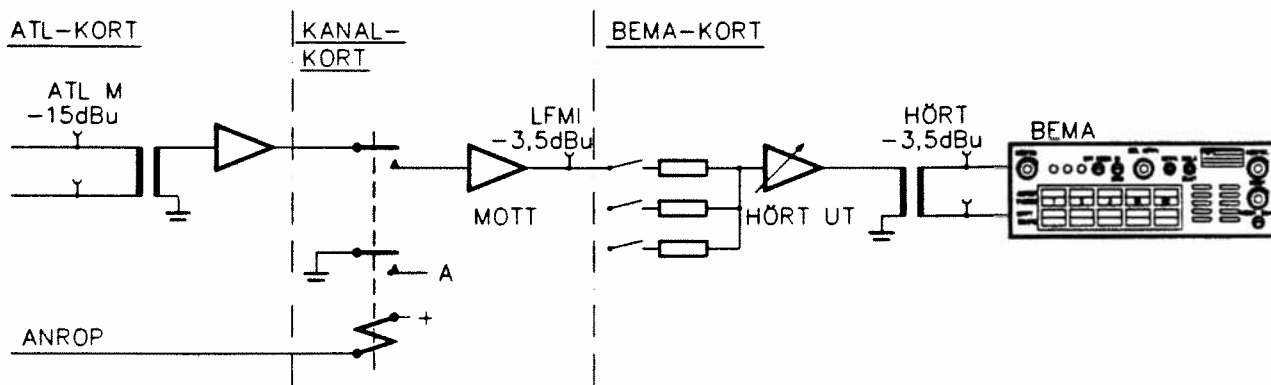 ATL-KORT
KANAL-
KORT
BEMA-KORT
ATL M
-15dBu
LFMI
-3,5dBu
HÖRT
-3,5dBu
BEMA
MOTT
HÖRT UT
A
+
ANROP